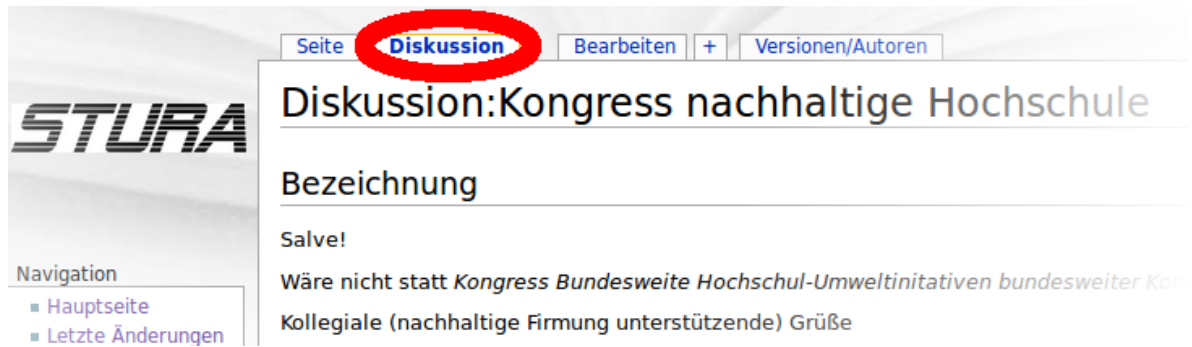 Seite Diskussion Bearbeiten + Versionen/Autoren
STURA
Diskussion:Kongress nachhaltige Hochschule
Bezeichnung
Salve!
Navigation
Wäre nicht statt Kongress Bundesweite Hochschul-Umweltinitativen bundesweiter
Hauptseite
Kollegiale (nachhaltige Firmung unterstützende) Grüße
Letzte Änderungen